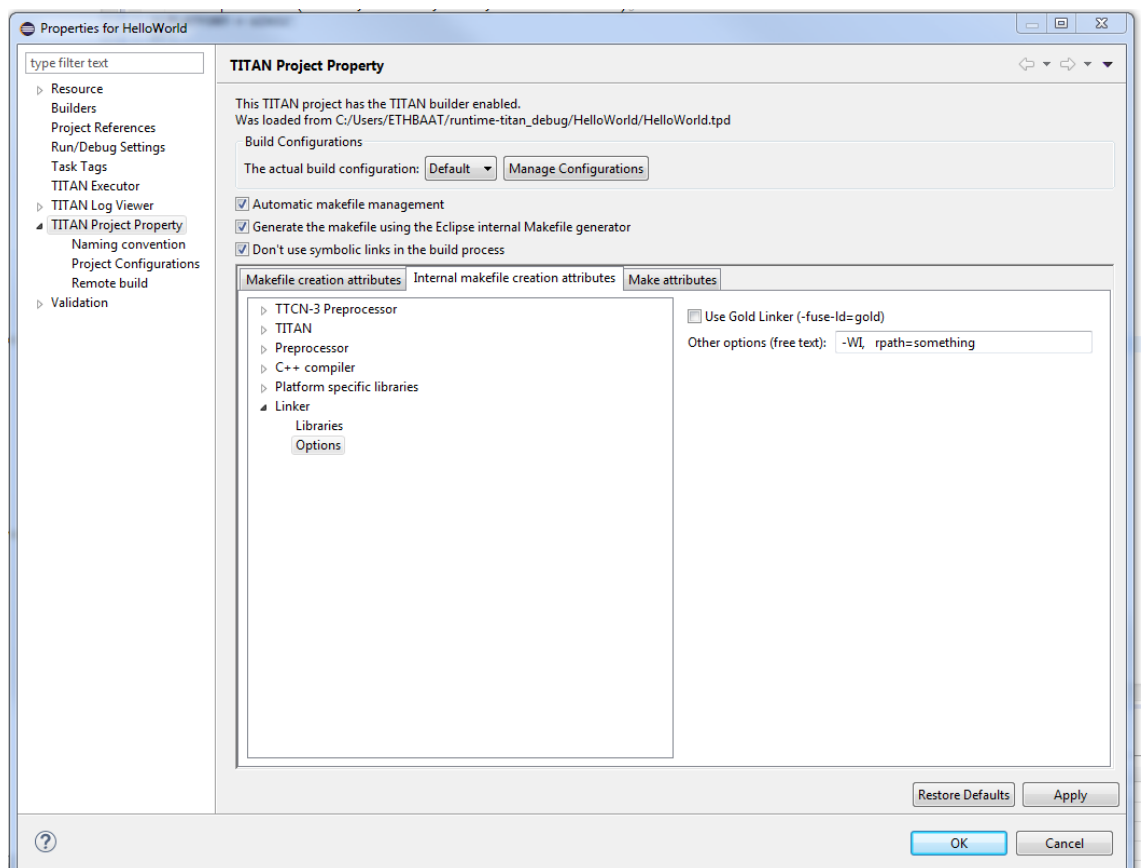 Properties for HelloWorld
type filter text
Resource
Builders
Project References
Run/Debug Settings
Task Tags
TITAN Executor
TITAN Log Viewer
TITAN Project Property
Naming convention
Project Configurations
Remote build
Validation
TITAN Project Property
This TITAN project has the TITAN builder enabled.
Was loaded from C:/Users/ETHBAAT/runtime-titan_debug/HelloWorld/HelloWorld.tpd
Build Configurations
The actual build configuration: Default Manage Configurations
Automatic makefile management
Generate the makefile using the Eclipse internal Makefile generator
Don't use symbolic links in the build process
Makefile creation attributes Internal makefile creation attributes Make attributes
TTCN-3 Preprocessor
TITAN
Preprocessor
C++ compiler
Platform specific libraries
Linker
Libraries
Options
Use Gold Linker (-fuse-ld=gold)
Other options (free text): -Wl, rpath=something
Restore Defaults Apply
OK Cancel